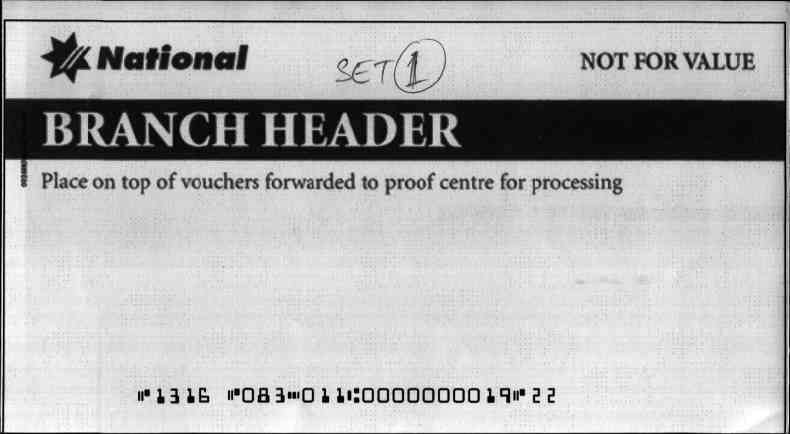 National SET 1 NOT FOR VALUE
BRANCH HEADER
Place on top of vouchers forwarded to proof centre for processing
⑈1316 ⑈083⑉011⑆0000000019⑈22